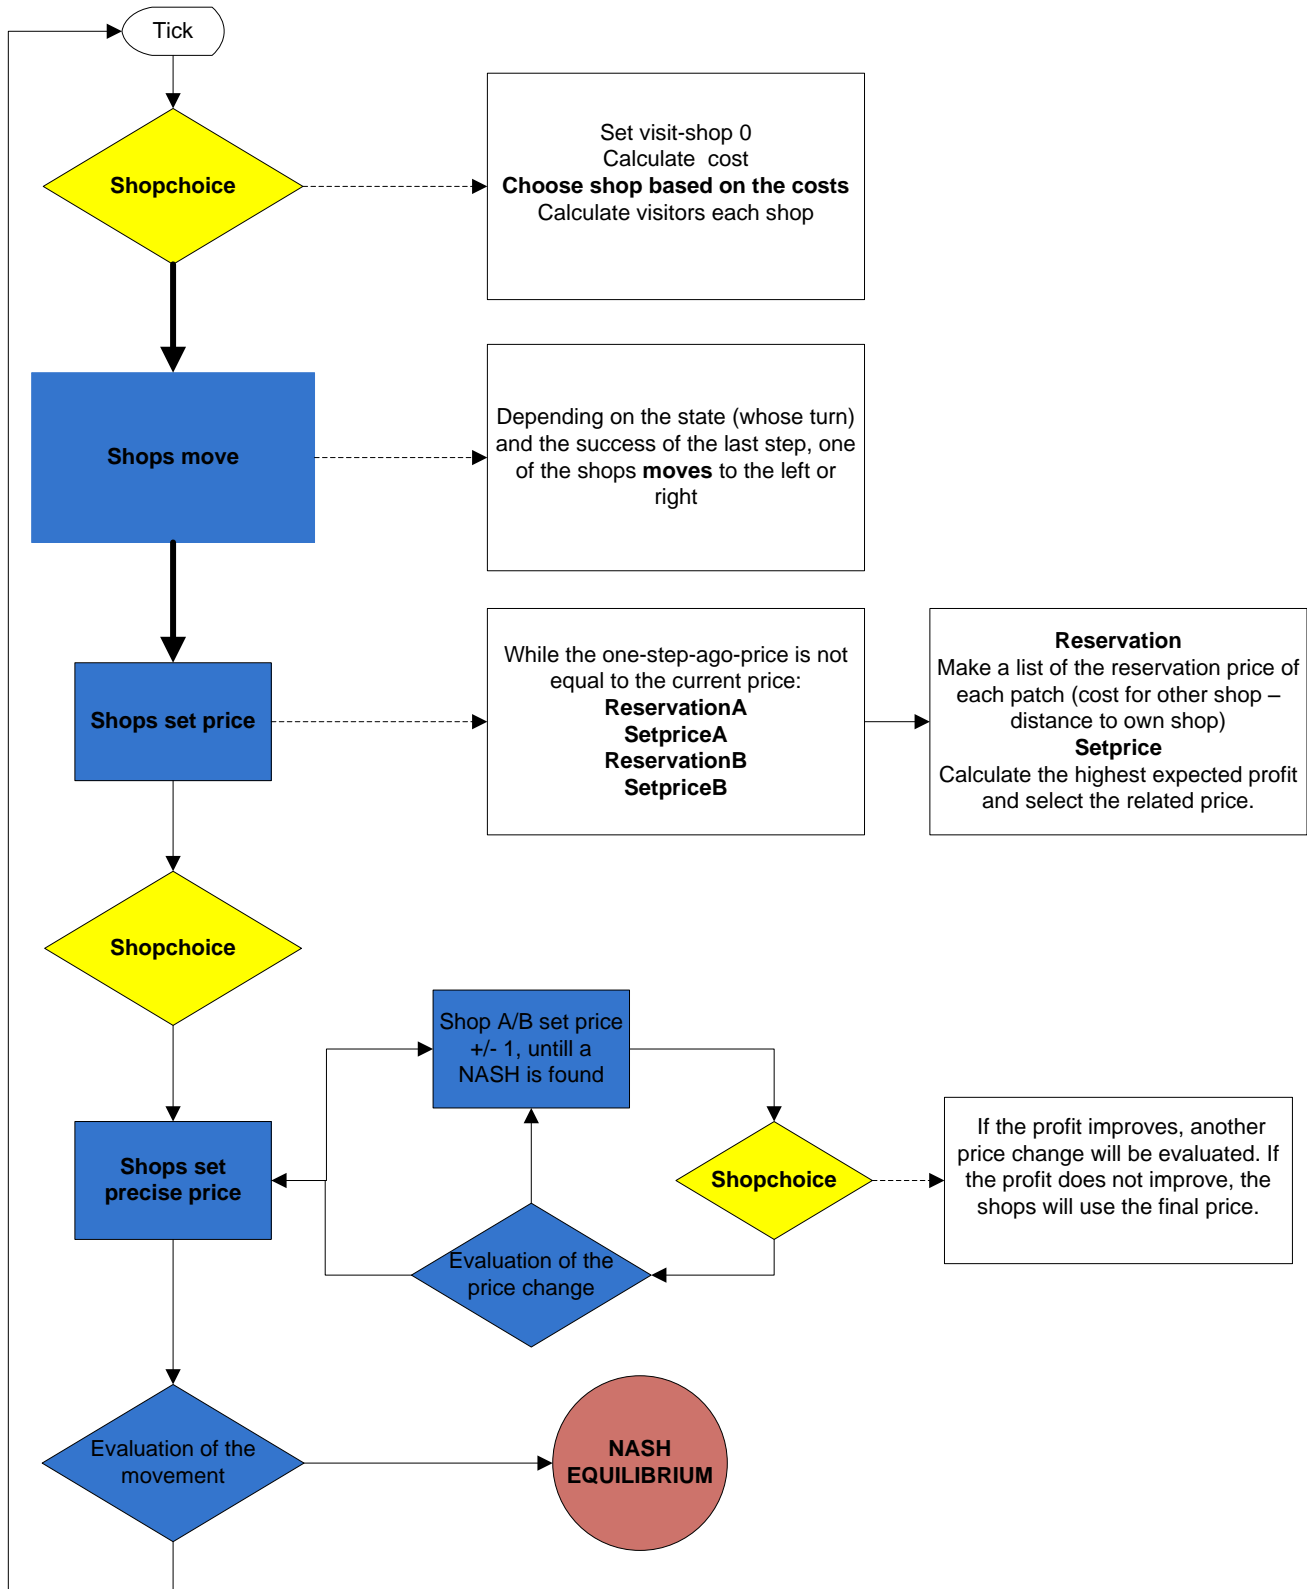 Tick
Shopchoice
Set visit-shop 0
Calculate cost
Choose shop based on the costs
Calculate visitors each shop
Shops move
Depending on the state (whose turn)
and the success of the last step, one
of the shops moves to the left or
right
Shops set price
While the one-step-ago-price is not
equal to the current price:
ReservationA
SetpriceA
ReservationB
SetpriceB
Reservation
Make a list of the reservation price of
each patch (cost for other shop –
distance to own shop)
Setprice
Calculate the highest expected profit
and select the related price.
Shopchoice
Shop A/B set price
+/- 1, untill a
NASH is found
Shops set
precise price
Shopchoice
If the profit improves, another
price change will be evaluated. If
the profit does not improve, the
shops will use the final price.
Evaluation of the
price change
Evaluation of the
movement
NASH
EQUILIBRIUM